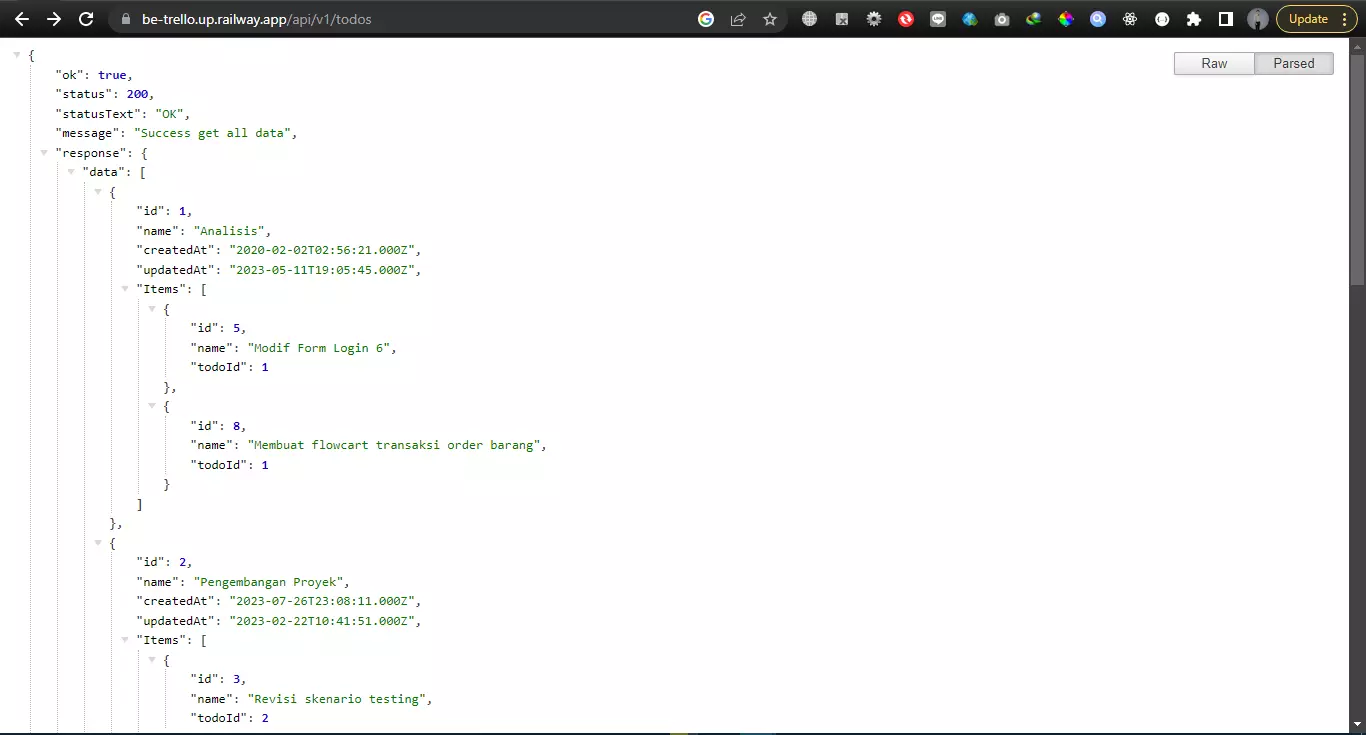 be-trello.up.railway.app/api/v1/todos
Update
Raw
Parsed
{
"ok": true,
"status": 200,
"statusText": "OK",
"message": "Success get all data",
"response": {
"data": [
{
"id": 1,
"name": "Analisis",
"createdAt": "2020-02-02T02:56:21.000Z",
"updatedAt": "2023-05-11T19:05:45.000Z",
"Items": [
{
"id": 5,
"name": "Modif Form Login 6",
"todoId": 1
},
{
"id": 8,
"name": "Membuat flowcart transaksi order barang",
"todoId": 1
}
]
},
{
"id": 2,
"name": "Pengembangan Proyek",
"createdAt": "2023-07-26T23:08:11.000Z",
"updatedAt": "2023-02-22T10:41:51.000Z",
"Items": [
{
"id": 3,
"name": "Revisi skenario testing",
"todoId": 2